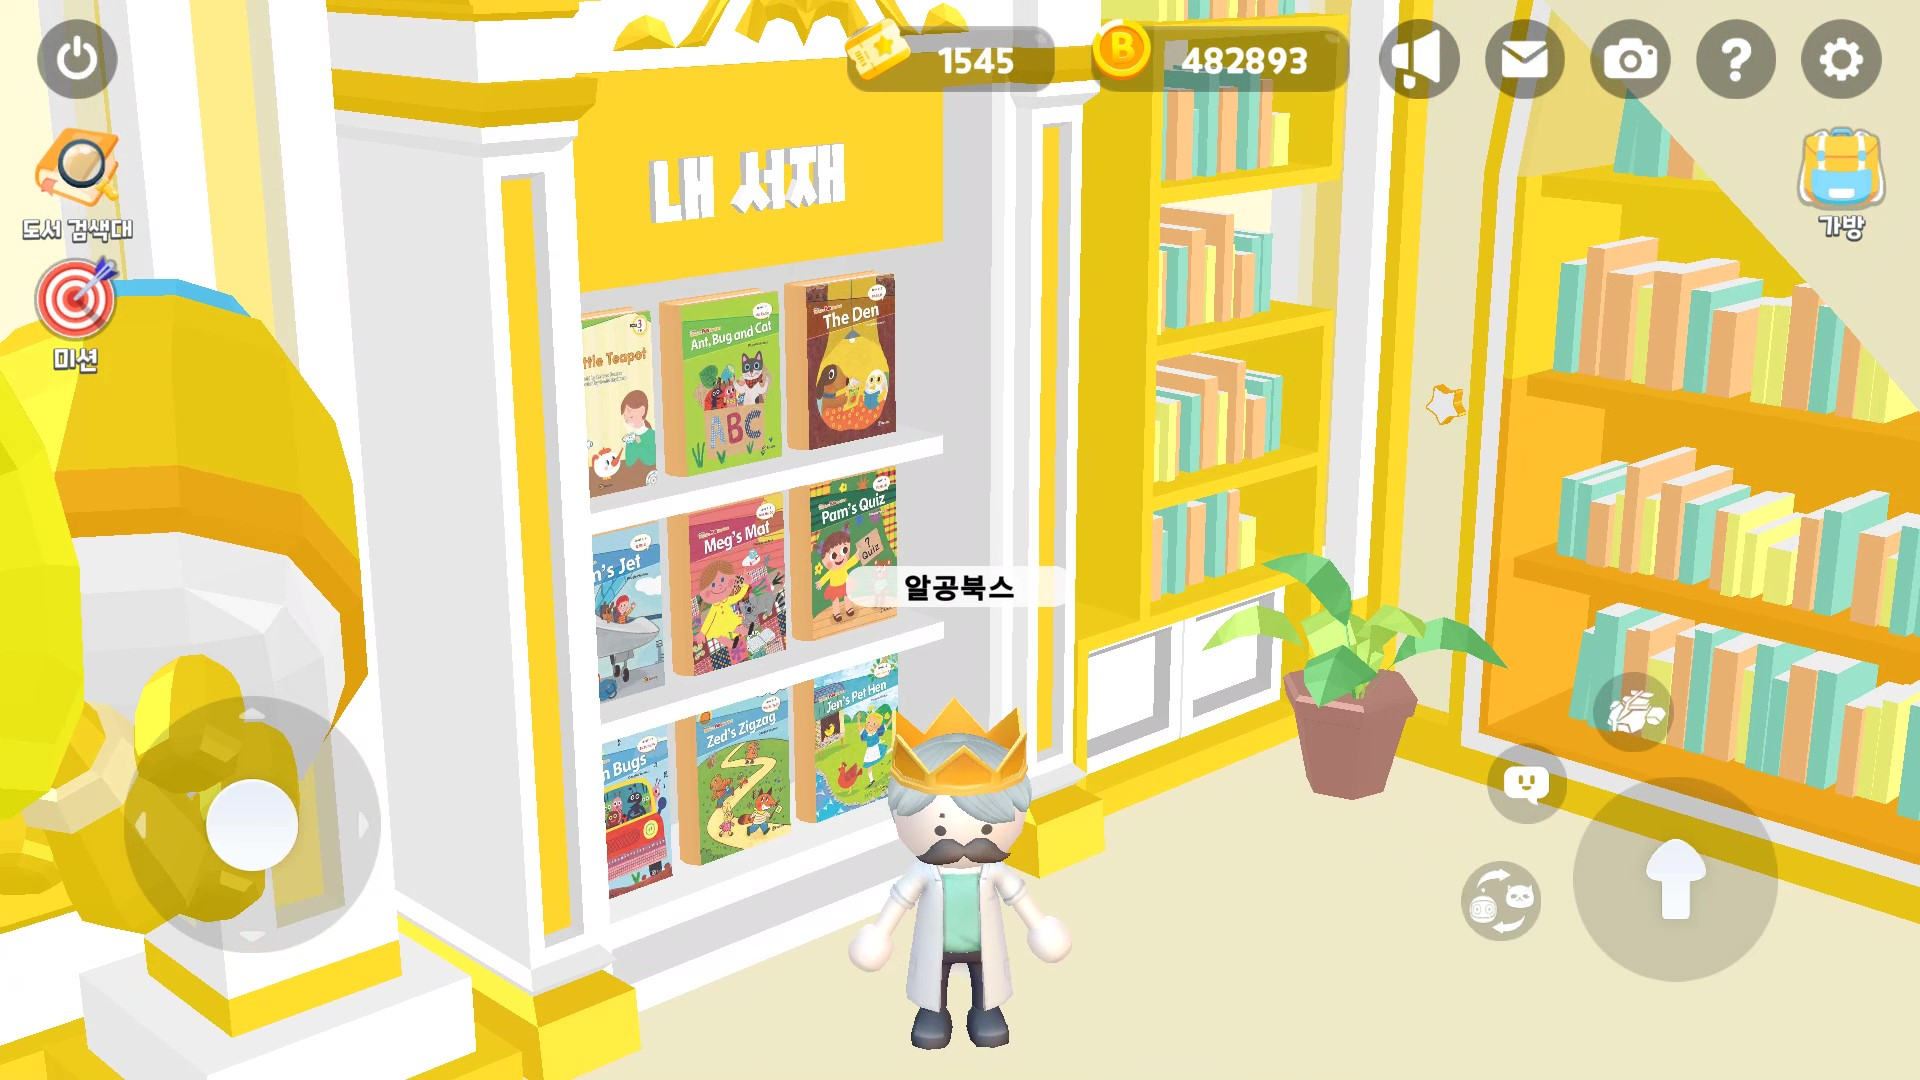 1545
482893
도서 검색대
미션
가방
내 서재
ttle Teapot
Ant, Bug and Cat
ABC
The Den
n's Jet
Meg's Mat
Pam's Quiz
? Quiz
알공북스
n Bugs
Zed's Zigzag
Jen's Pet Hen